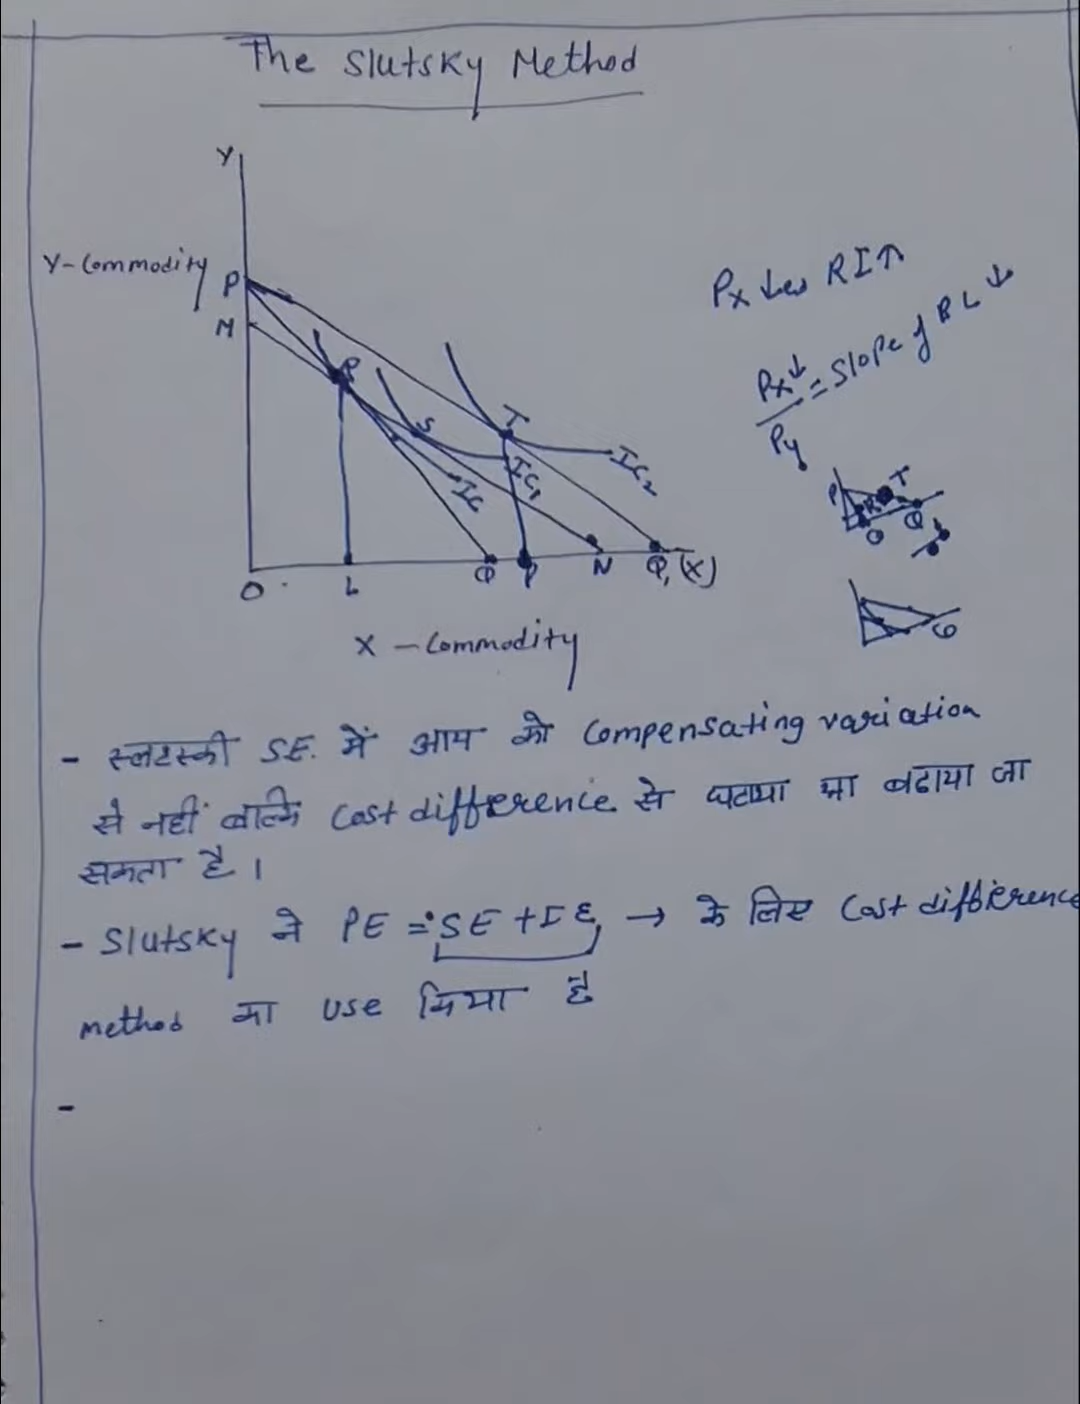 The Slutsky Method
Y
Y-Commodity
P
M
R
S
T
IC
IC1
IC2
O
L
Q
N
Q1 (X)
X - Commodity
Px ↓es RI↑
Px↓ = Slope of BL ↓
Py
P
R
T
Q
- स्लटस्की SE. में आय को Compensating variation
से नहीं बल्कि Cost difference से घटाया या बढाया जा
सकता है।
- Slutsky ने PE = SE + IE → के लिए Cost difference
method का use किया है
-